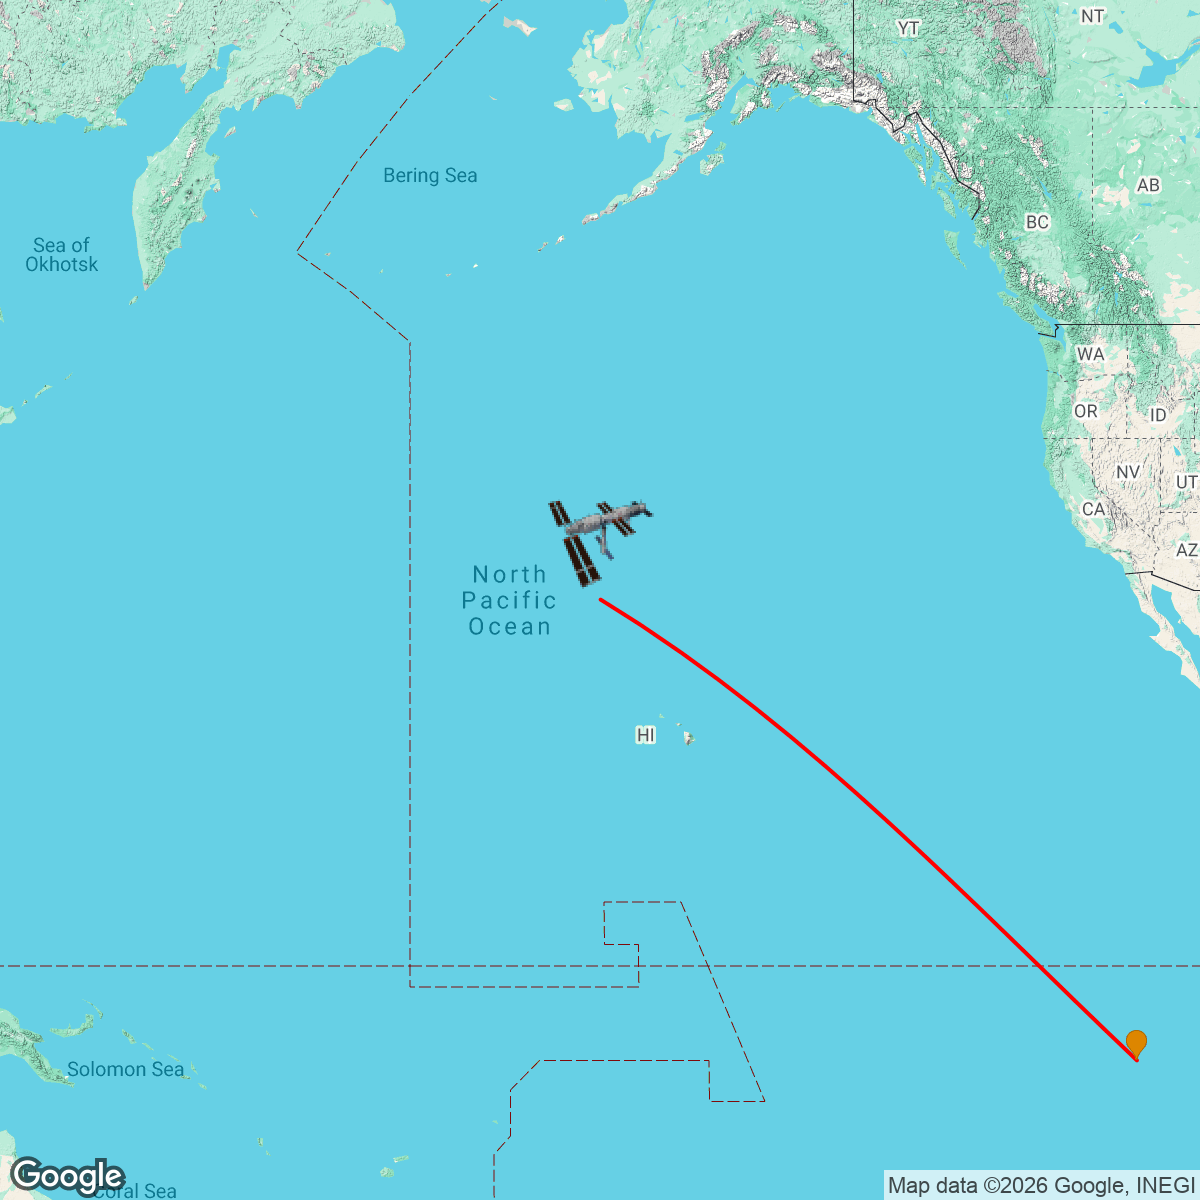 NT
YT
Bering Sea
AB
BC
Sea of
Okhotsk
WA
OR
ID
NV
UT
CA
AZ
North
Pacific
Ocean
HI
Solomon Sea
Google
Coral Sea
Map data ©2026 Google, INEGI